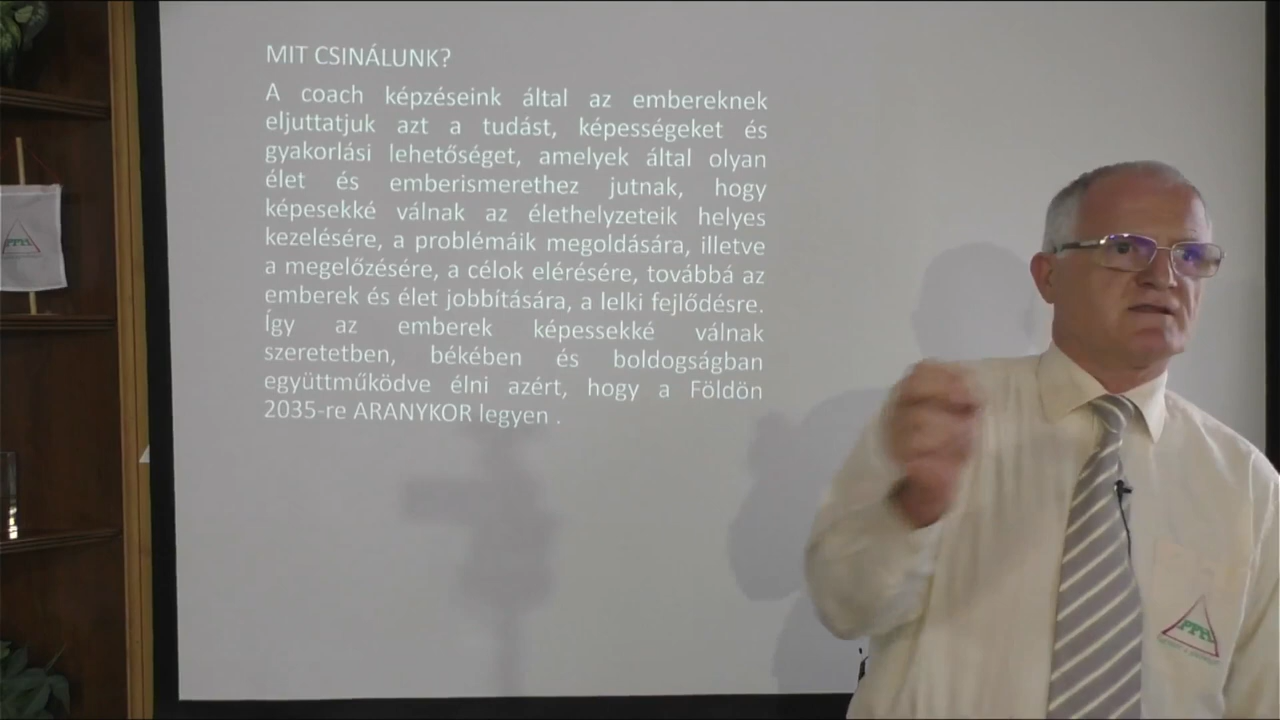 MIT CSINÁLUNK?
A coach képzéseink által az embereknek
eljuttatjuk azt a tudást, képességeket és
gyakorlási lehetőséget, amelyek által olyan
élet és emberismerethez jutnak, hogy
képesekké válnak az élethelyzeteik helyes
kezelésére, a problémáik megoldására, illetve
a megelőzésére, a célok elérésére, továbbá az
emberek és élet jobbítására, a lelki fejlődésre.
Így az emberek képessekké válnak
szeretetben, békében és boldogságban
együttműködve élni azért, hogy a Földön
2035-re ARANYKOR legyen .